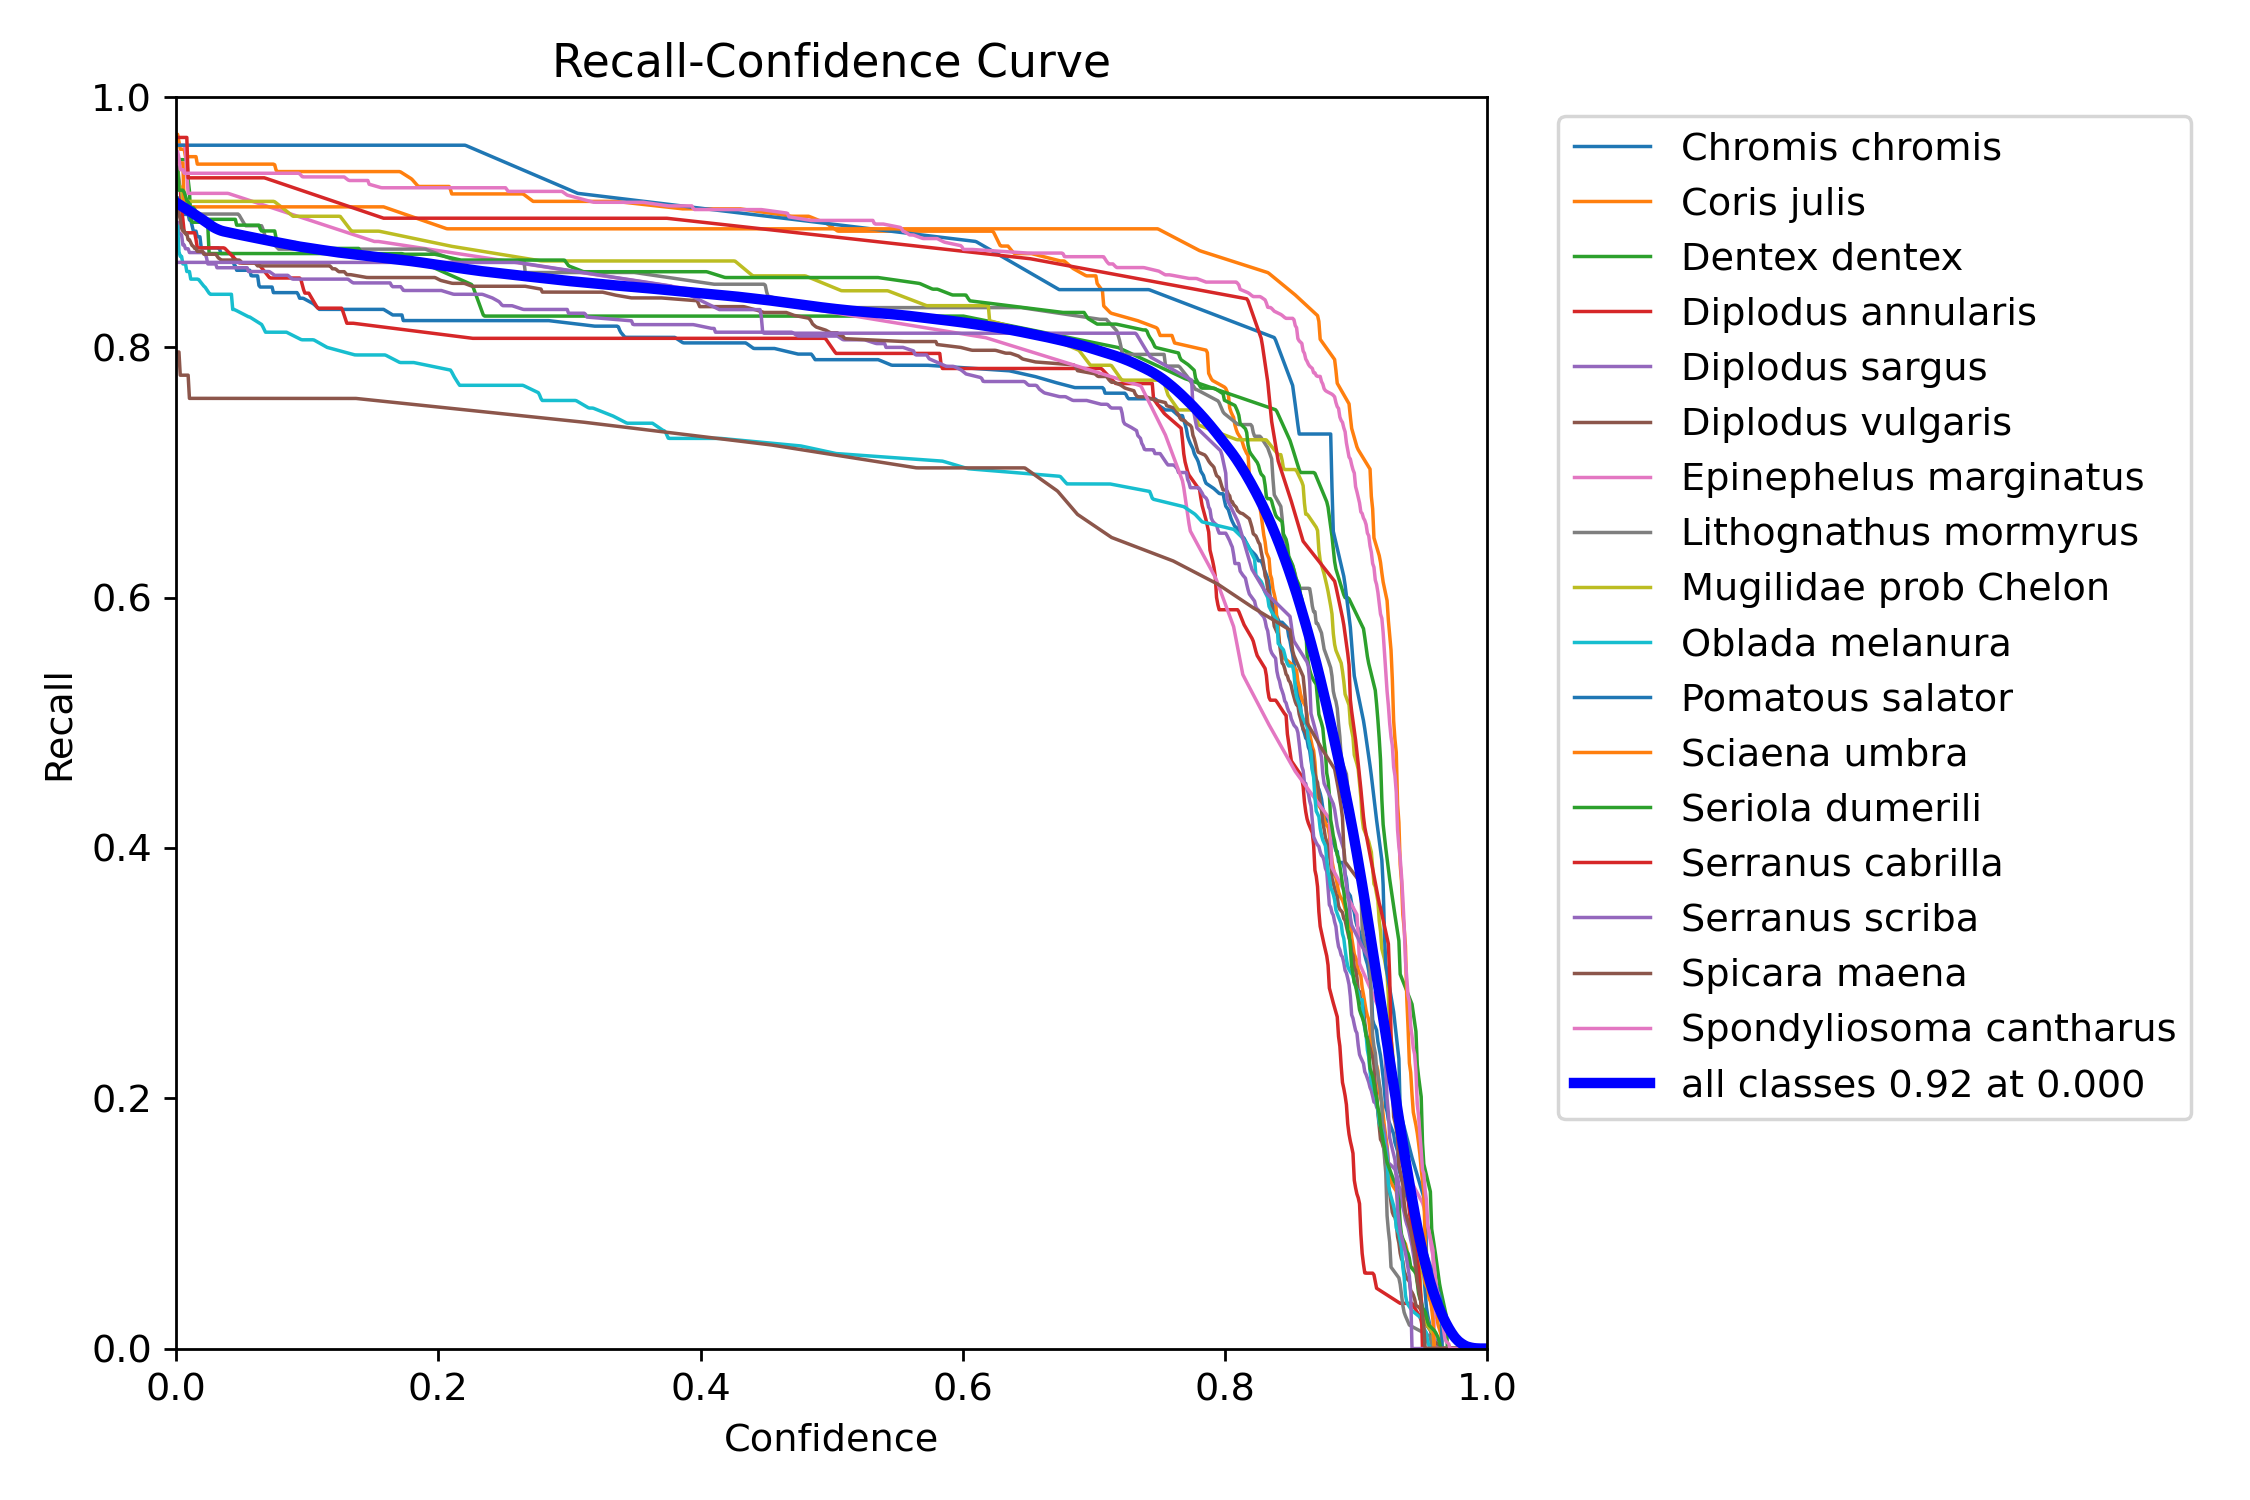 Recall-Confidence Curve
1.0
0.8
0.6
0.4
0.2
0.0
Recall
0.0 0.2 0.4 0.6 0.8 1.0
Confidence
Chromis chromis
Coris julis
Dentex dentex
Diplodus annularis
Diplodus sargus
Diplodus vulgaris
Epinephelus marginatus
Lithognathus mormyrus
Mugilidae prob Chelon
Oblada melanura
Pomatous salator
Sciaena umbra
Seriola dumerili
Serranus cabrilla
Serranus scriba
Spicara maena
Spondyliosoma cantharus
all classes 0.92 at 0.000